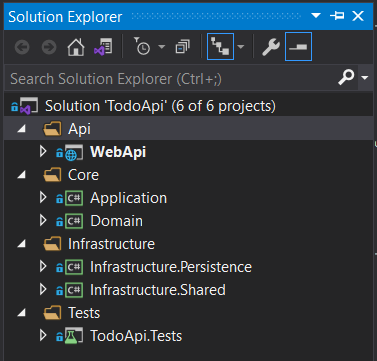 Solution Explorer
Search Solution Explorer (Ctrl+;)
Solution 'TodoApi' (6 of 6 projects)
Api
WebApi
Core
C# Application
C# Domain
Infrastructure
C# Infrastructure.Persistence
C# Infrastructure.Shared
Tests
TodoApi.Tests